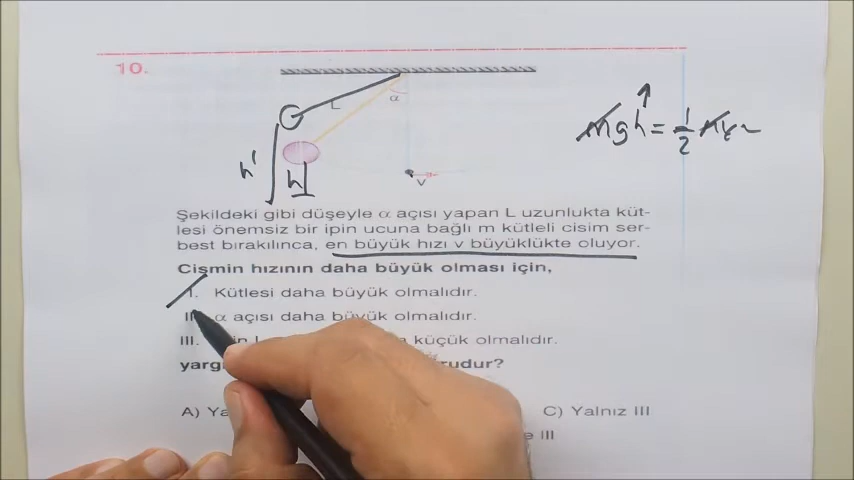 10.
L
α
h'
h
v
mgh = 1/2 mv²
Şekildeki gibi düşeyle α açısı yapan L uzunlukta küt-
lesi önemsiz bir ipin ucuna bağlı m kütleli cisim ser-
best bırakılınca, en büyük hızı v büyüklükte oluyor.
Cismin hızının daha büyük olması için,
I. Kütlesi daha büyük olmalıdır.
II. α açısı daha büyük olmalıdır.
III. küçük olmalıdır.
A) C) Yalnız III
III